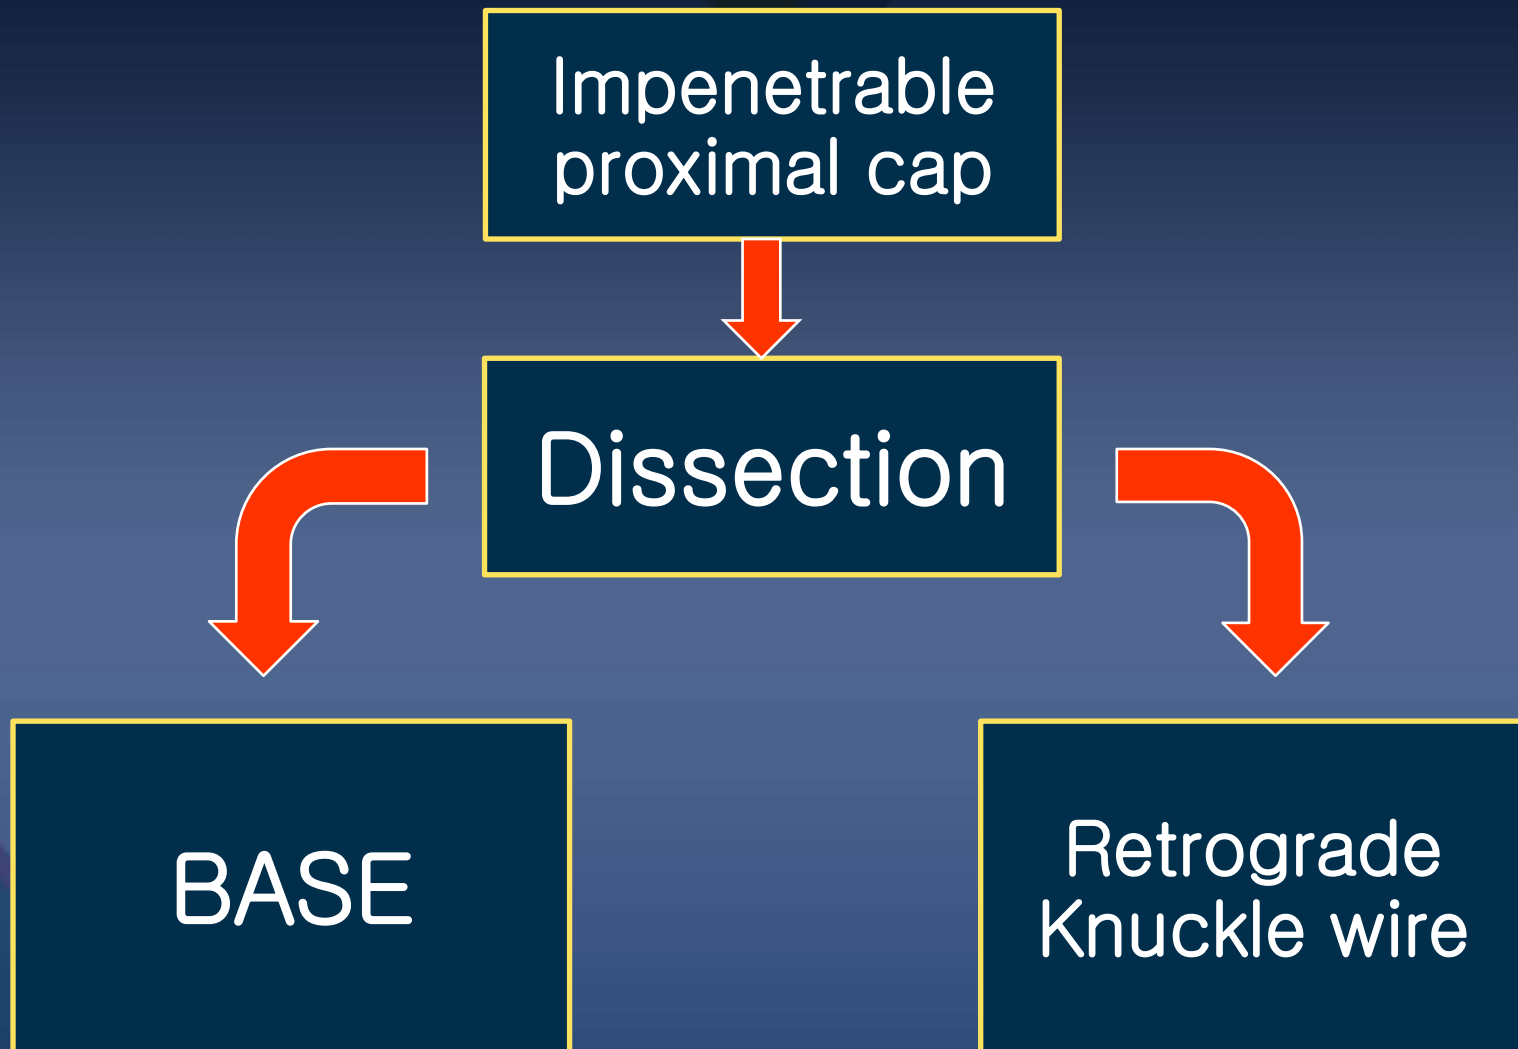 Impenetrable
proximal cap
Dissection
BASE
Retrograde
Knuckle wire